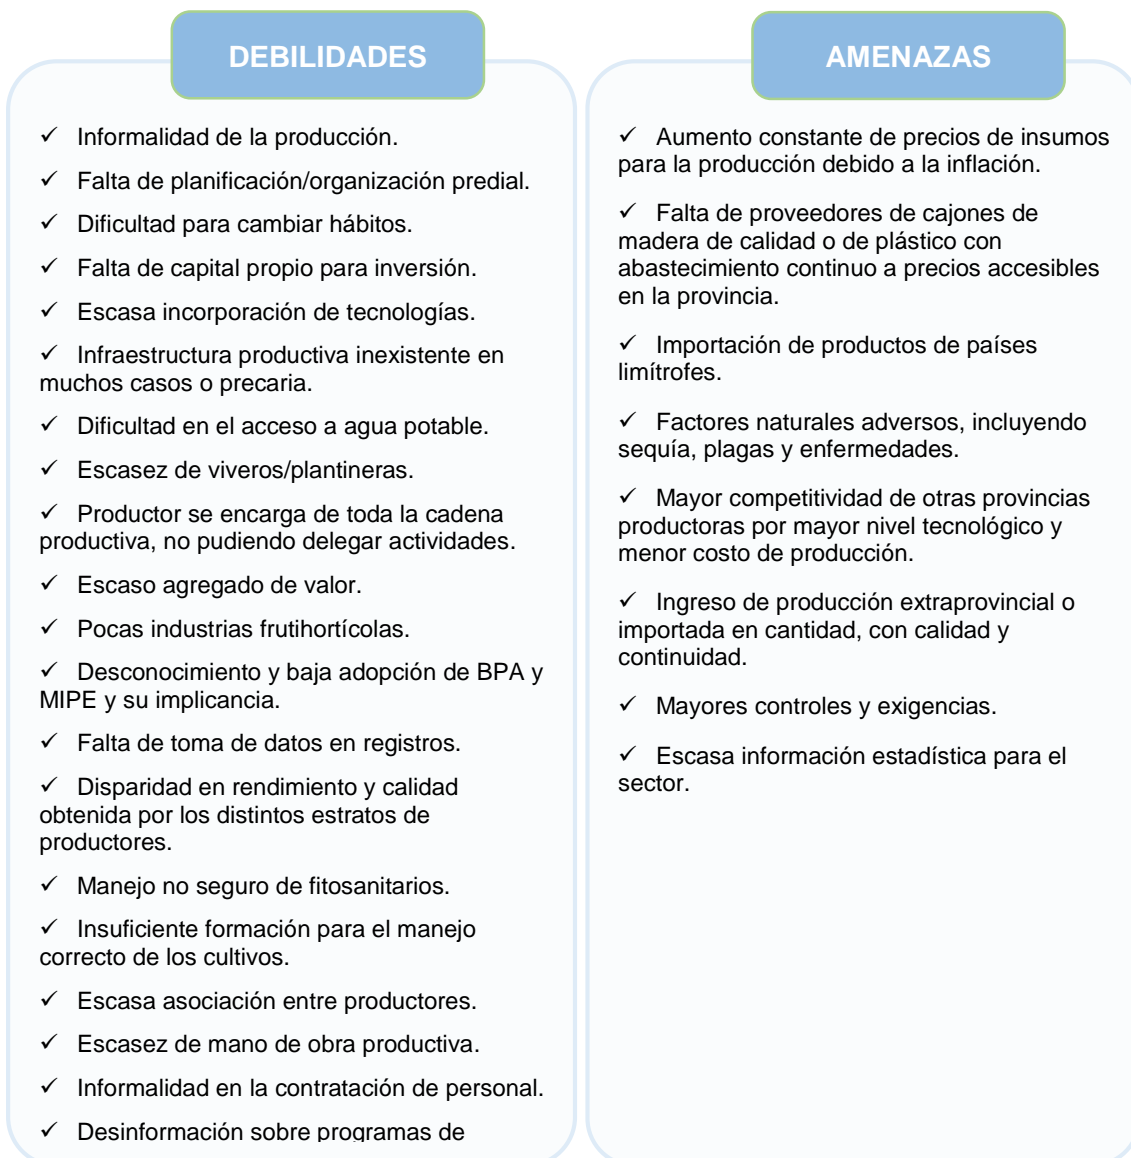 DEBILIDADES
✓ Informalidad de la producción.
✓ Falta de planificación/organización predial.
✓ Dificultad para cambiar hábitos.
✓ Falta de capital propio para inversión.
✓ Escasa incorporación de tecnologías.
✓ Infraestructura productiva inexistente en
muchos casos o precaria.
✓ Dificultad en el acceso a agua potable.
✓ Escasez de viveros/plantineras.
✓ Productor se encarga de toda la cadena
productiva, no pudiendo delegar actividades.
✓ Escaso agregado de valor.
✓ Pocas industrias frutihortícolas.
✓ Desconocimiento y baja adopción de BPA y
MIPE y su implicancia.
✓ Falta de toma de datos en registros.
✓ Disparidad en rendimiento y calidad
obtenida por los distintos estratos de
productores.
✓ Manejo no seguro de fitosanitarios.
✓ Insuficiente formación para el manejo
correcto de los cultivos.
✓ Escasa asociación entre productores.
✓ Escasez de mano de obra productiva.
✓ Informalidad en la contratación de personal.
✓ Desinformación sobre programas de
AMENAZAS
✓ Aumento constante de precios de insumos
para la producción debido a la inflación.
✓ Falta de proveedores de cajones de
madera de calidad o de plástico con
abastecimiento continuo a precios accesibles
en la provincia.
✓ Importación de productos de países
limítrofes.
✓ Factores naturales adversos, incluyendo
sequía, plagas y enfermedades.
✓ Mayor competitividad de otras provincias
productoras por mayor nivel tecnológico y
menor costo de producción.
✓ Ingreso de producción extraprovincial o
importada en cantidad, con calidad y
continuidad.
✓ Mayores controles y exigencias.
✓ Escasa información estadística para el
sector.